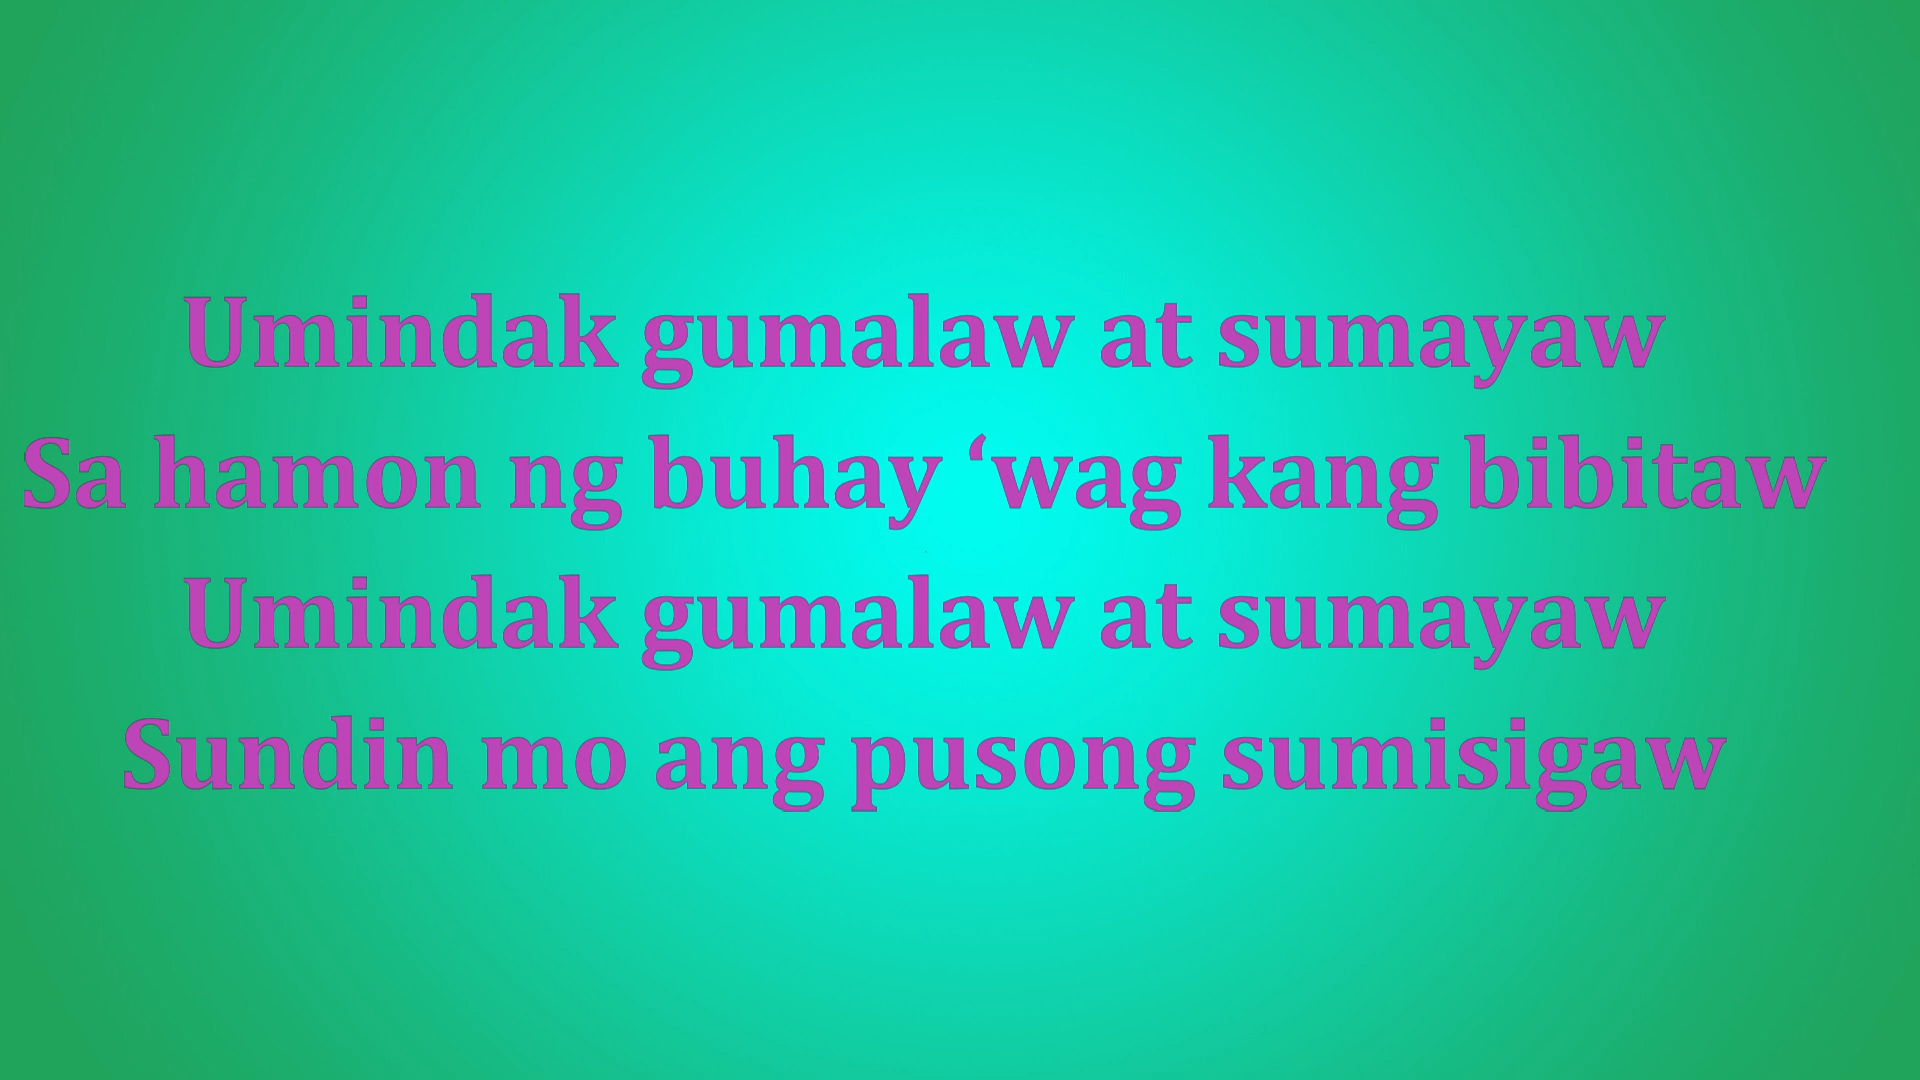 Umindak gumalaw at sumayaw
Sa hamon ng buhay ‘wag kang bibitaw
Umindak gumalaw at sumayaw
Sundin mo ang pusong sumisigaw